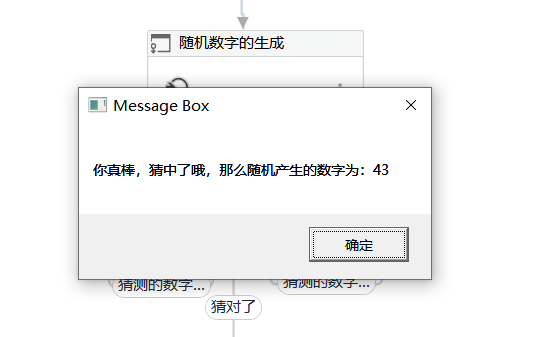 随机数字的生成
Message Box
你真棒，猜中了哦，那么随机产生的数字为：43
确定
猜测的数字...
猜测的数字...
猜对了